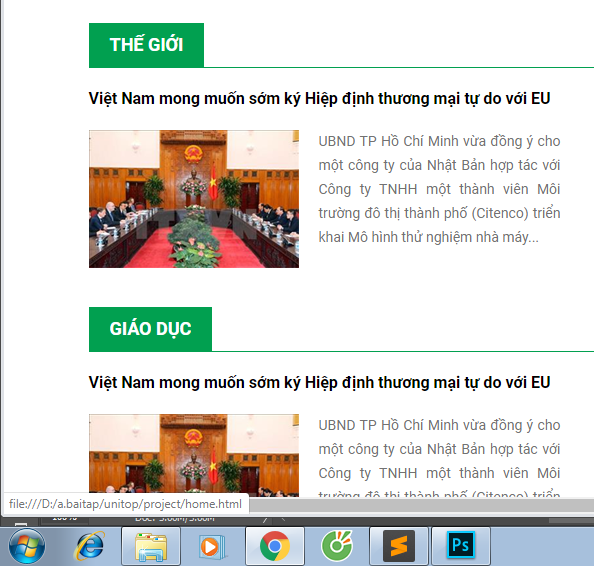 THẾ GIỚI
Việt Nam mong muốn sớm ký Hiệp định thương mại tự do với EU
UBND TP Hồ Chí Minh vừa đồng ý cho
một công ty của Nhật Bản hợp tác với
Công ty TNHH một thành viên Môi
trường đô thị thành phố (Citenco) triển
khai Mô hình thử nghiệm nhà máy...
GIÁO DỤC
Việt Nam mong muốn sớm ký Hiệp định thương mại tự do với EU
UBND TP Hồ Chí Minh vừa đồng ý cho
một công ty của Nhật Bản hợp tác với
Công ty TNHH một thành viên Môi
trường đô thị thành phố (Citenco) triển
file:///D:/a.baitap/unitop/project/home.html
Ps